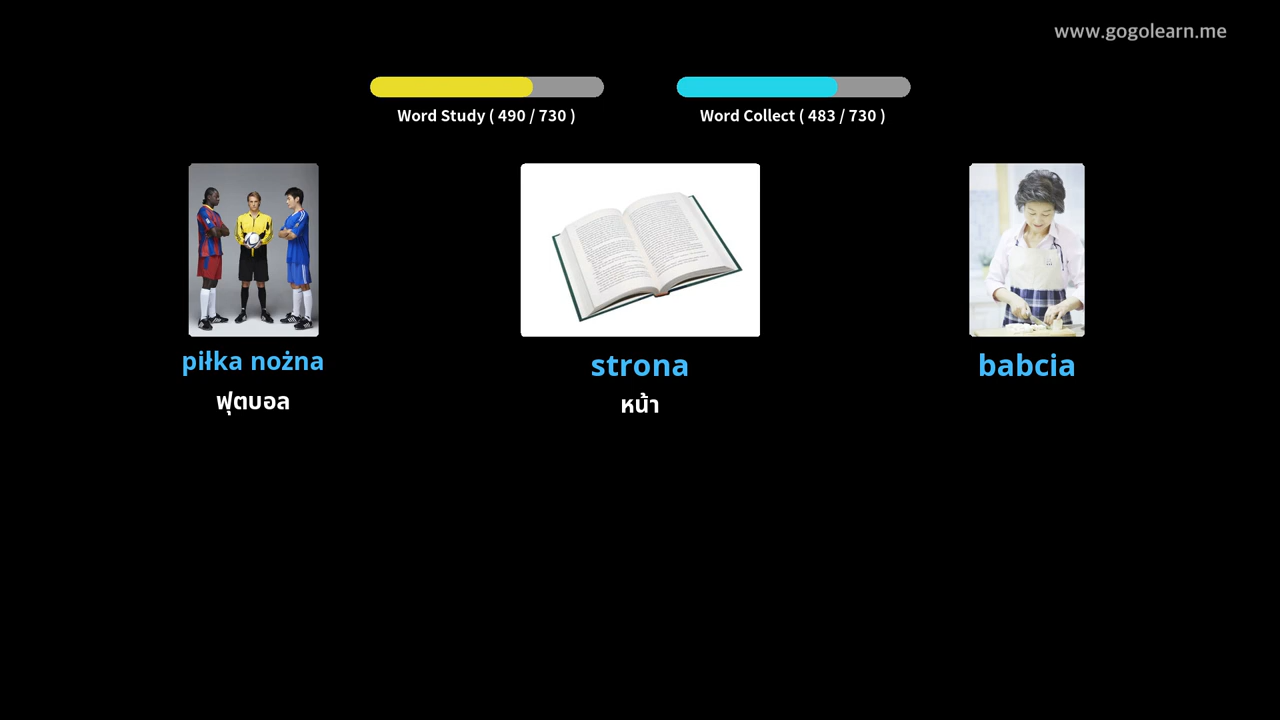 www.gogolearn.me
Word Study ( 490 / 730 )
Word Collect ( 483 / 730 )
piłka nożna
ฟุตบอล
strona
หน้า
babcia